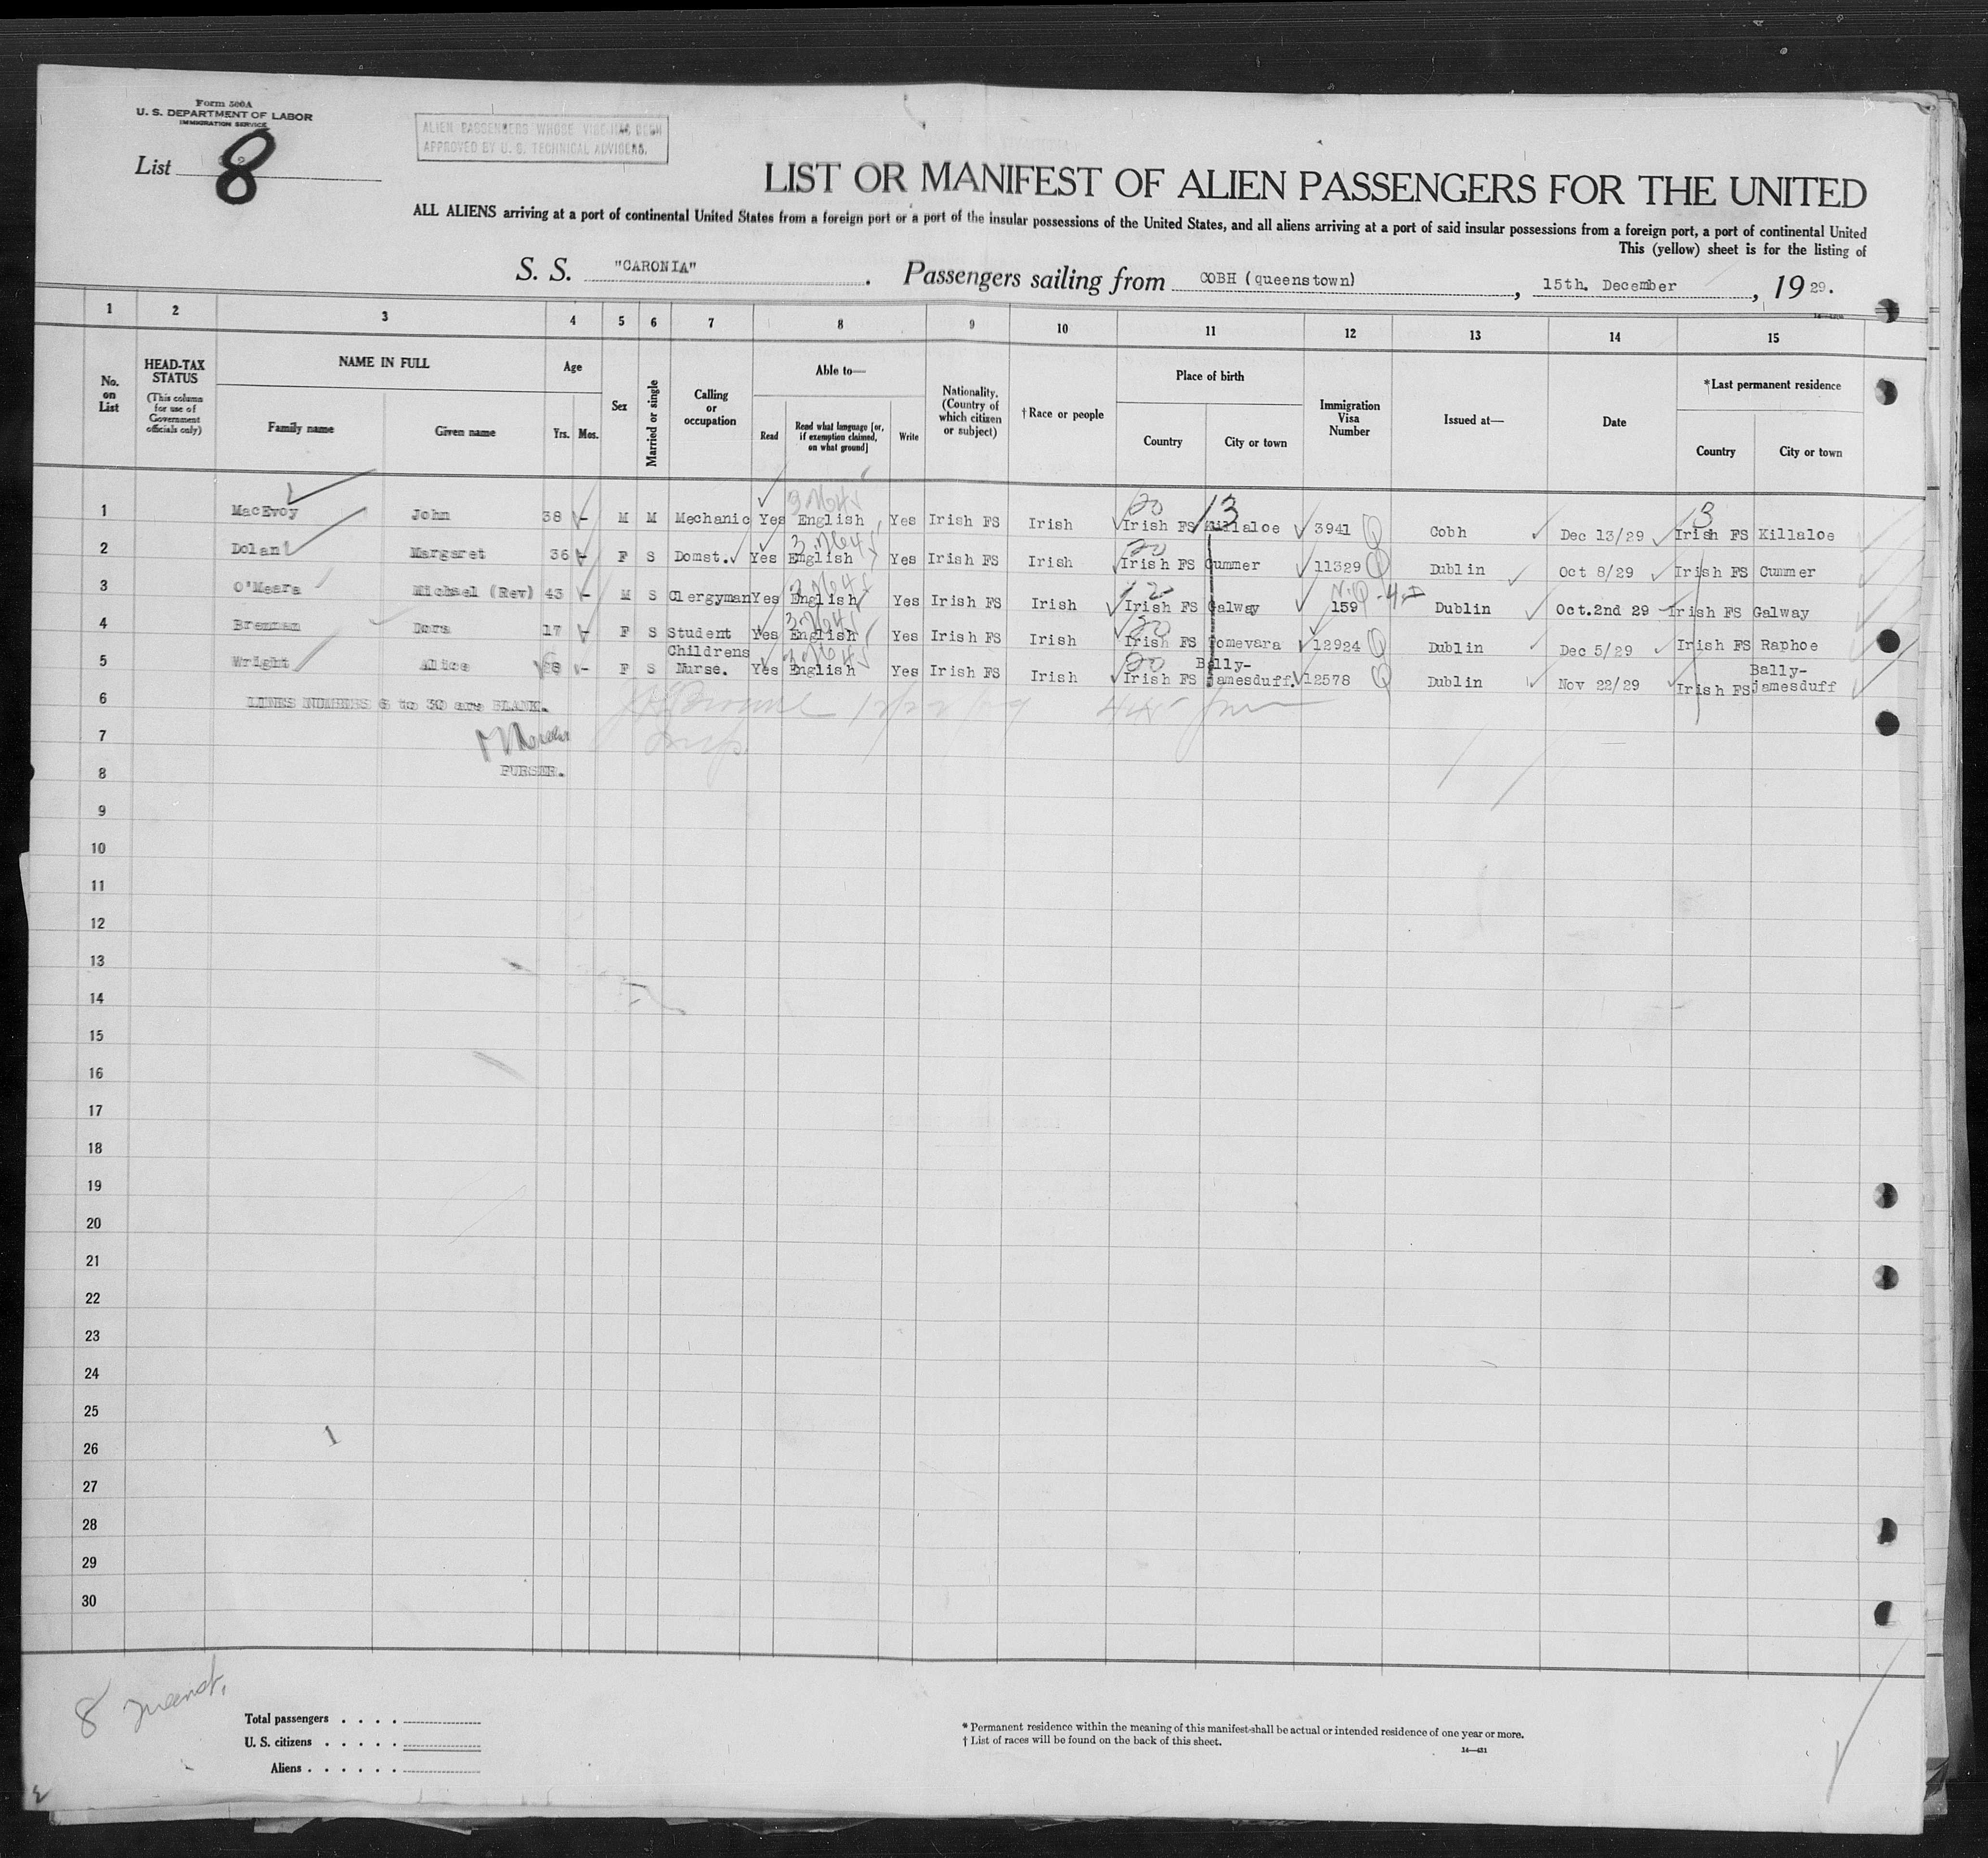 Form 500A
U. S. DEPARTMENT OF LABOR
IMMIGRATION SERVICE
List 8
ALIEN PASSENGERS WHOSE VISE HAS BEEN
APPROVED BY U. S. TECHNICAL ADVISERS.
LIST OR MANIFEST OF ALIEN PASSENGERS FOR THE UNITED
ALL ALIENS arriving at a port of continental United States from a foreign port or a port of the insular possessions of the United States, and all aliens arriving at a port of said insular possessions from a foreign port, a port of continental United
This (yellow) sheet is for the listing of
S. S. "CARONIA". Passengers sailing from COBH (queenstown), 15th. December, 1929.
1 2 3 4 5 6 7 8 9 10 11 12 13 14 15
No. on List
HEAD-TAX STATUS (This column for use of Government officials only)
NAME IN FULL
Family name
Given name
Age
Yrs. Mos.
Sex
Married or single
Calling or occupation
Able to—
Read
Read what language [or, if exemption claimed, on what ground]
Write
Nationality. (Country of which citizen or subject)
†Race or people
Place of birth
Country
City or town
Immigration Visa Number
Issued at—
Date
*Last permanent residence
Country
City or town
1 MacEvoy John 38 - M M Mechanic Yes English Yes Irish FS Irish 20 Irish FS 13 Killaloe 3941 Q Cobh Dec 13/29 13 Irish FS Killaloe
2 Dolan Margaret 36 - F S Domst. Yes English Yes Irish FS Irish 20 Irish FS Cummer 11329 Q Dublin Oct 8/29 Irish FS Cummer
3 O'Meara Michael (Rev) 43 - M S Clergyman Yes English Yes Irish FS Irish Irish FS Galway 159 N.Q - 4-D Dublin Oct.2nd 29 Irish FS Galway
4 Brennan Dora 17 - F S Student Yes English Yes Irish FS Irish 20 Irish FS Tomevara 12924 Q Dublin Dec 5/29 Irish FS Raphoe
5 Wright Alice 28 - F S Childrens Nurse. Yes English Yes Irish FS Irish 20 Irish FS Bally-jamesduff. 12578 Q Dublin Nov 22/29 Irish FS Bally-jamesduff
6 LINES NUMBERS 6 to 30 are BLANK.
7
8 PURSER.
9
10
11
12
13
14
15
16
17
18
19
20
21
22
23
24
25
26
27
28
29
30
8 Queenst.
Total passengers . . . .
U. S. citizens . . . . .
Aliens . . . . . .
* Permanent residence within the meaning of this manifest shall be actual or intended residence of one year or more.
† List of races will be found on the back of this sheet.
14—431